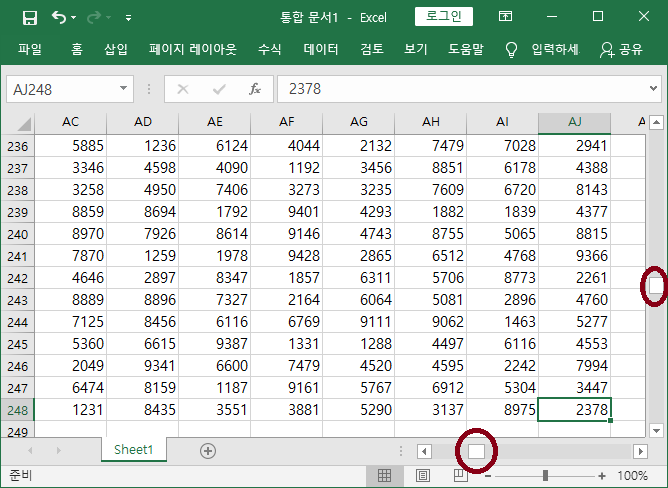 통합 문서1 - Excel 로그인
파일 홈 삽입 페이지 레이아웃 수식 데이터 검토 보기 도움말 입력하세 공유
AJ248 fx 2378
AC AD AE AF AG AH AI AJ
236 5885 1236 6124 4044 2132 7479 7028 2941
237 3346 4598 4090 1192 3456 8851 6178 4388
238 3258 4950 7406 3273 3235 7609 6720 8143
239 8859 8694 1792 9401 4293 1882 1839 4377
240 8970 7926 8614 9146 4743 8755 5065 8815
241 7870 1259 1978 9428 2865 6512 4768 9366
242 4646 2897 8347 1857 6311 5706 8773 2261
243 8889 8896 7327 2164 6064 5081 2896 4760
244 7125 8456 6116 6769 9111 9062 1463 5277
245 5360 6615 9387 1331 1288 4497 6116 4553
246 2049 9341 6600 7479 4520 4595 2242 7994
247 6474 8159 1187 9161 5767 6912 5304 3447
248 1231 8435 3551 3881 5290 3137 8975 2378
249
Sheet1
준비 100%